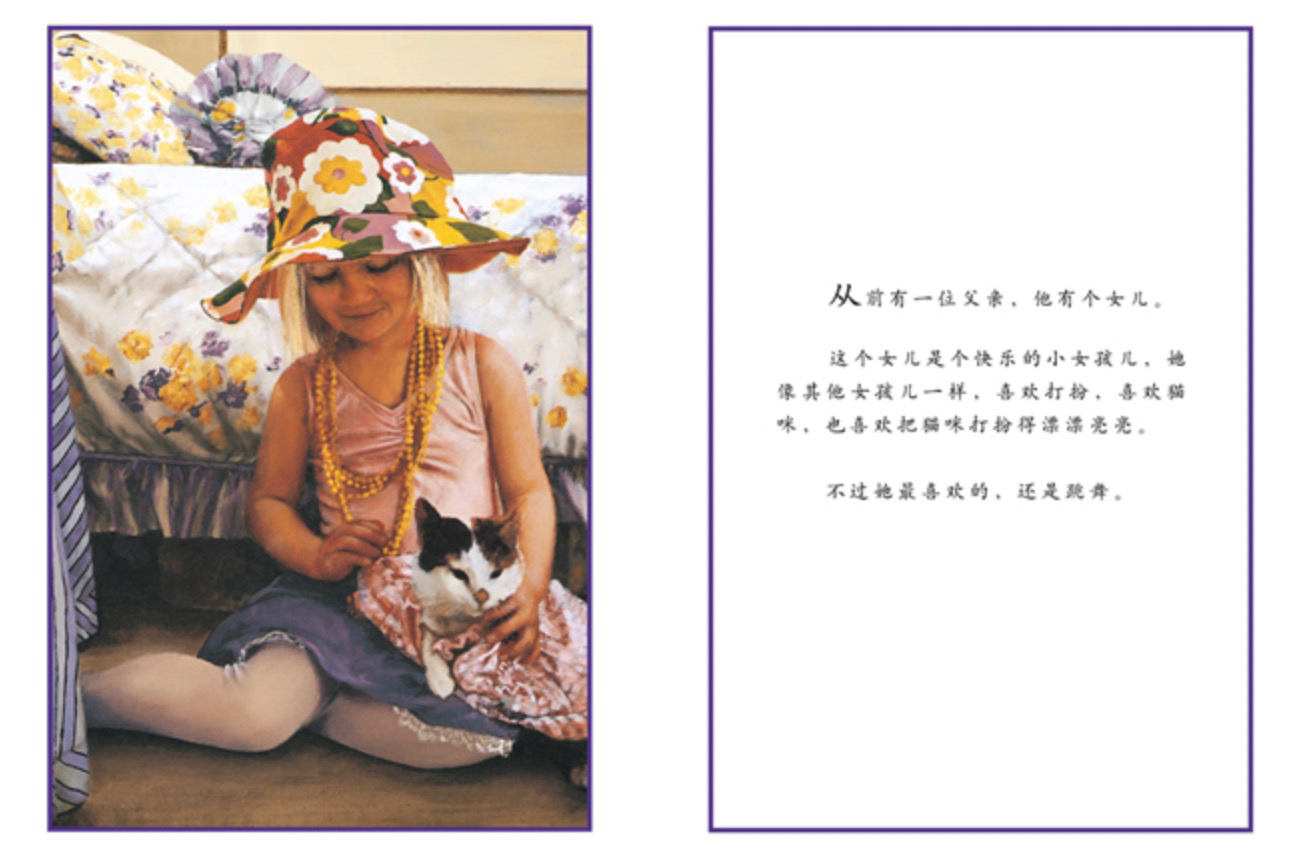 从前有一位父亲，他有个女儿。
这个女儿是个快乐的小女孩儿，她
像其他女孩儿一样，喜欢打扮，喜欢猫
咪，也喜欢把猫咪打扮得漂漂亮亮。
不过她最喜欢的，还是跳舞。